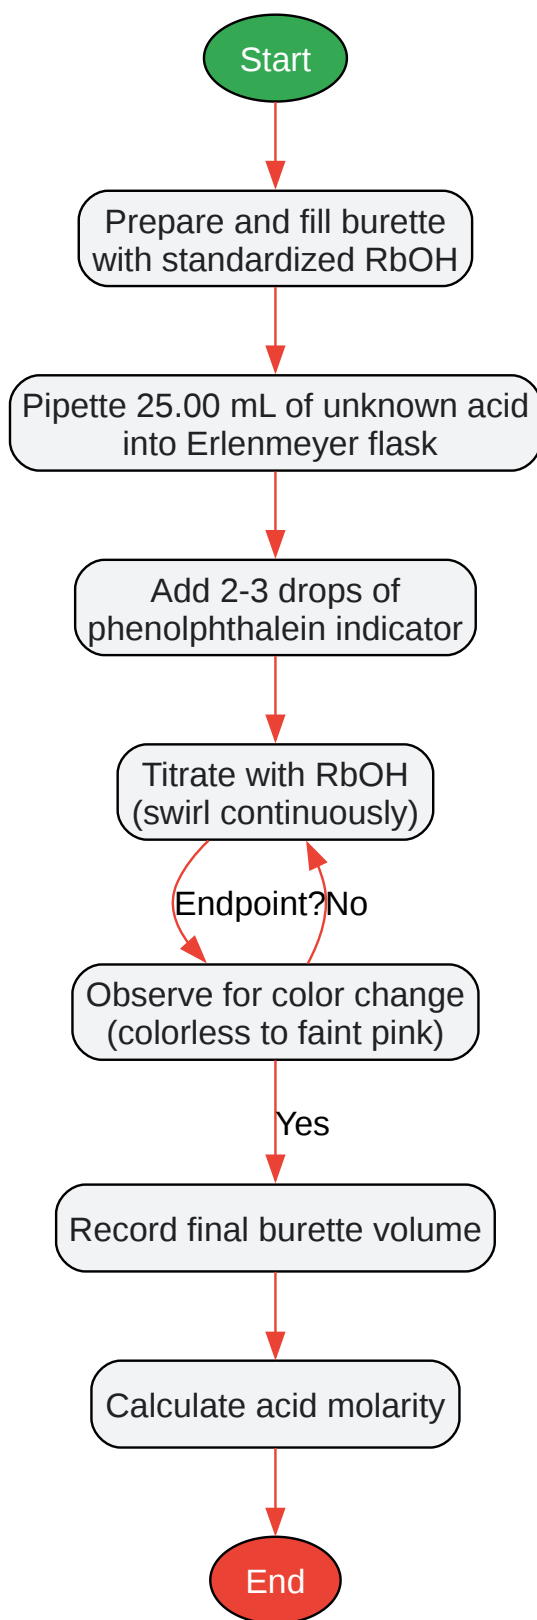 Start
Prepare and fill burette
with standardized RbOH
Pipette 25.00 mL of unknown acid
into Erlenmeyer flask
Add 2-3 drops of
phenolphthalein indicator
Titrate with RbOH
(swirl continuously)
Endpoint?
No
Observe for color change
(colorless to faint pink)
Yes
Record final burette volume
Calculate acid molarity
End